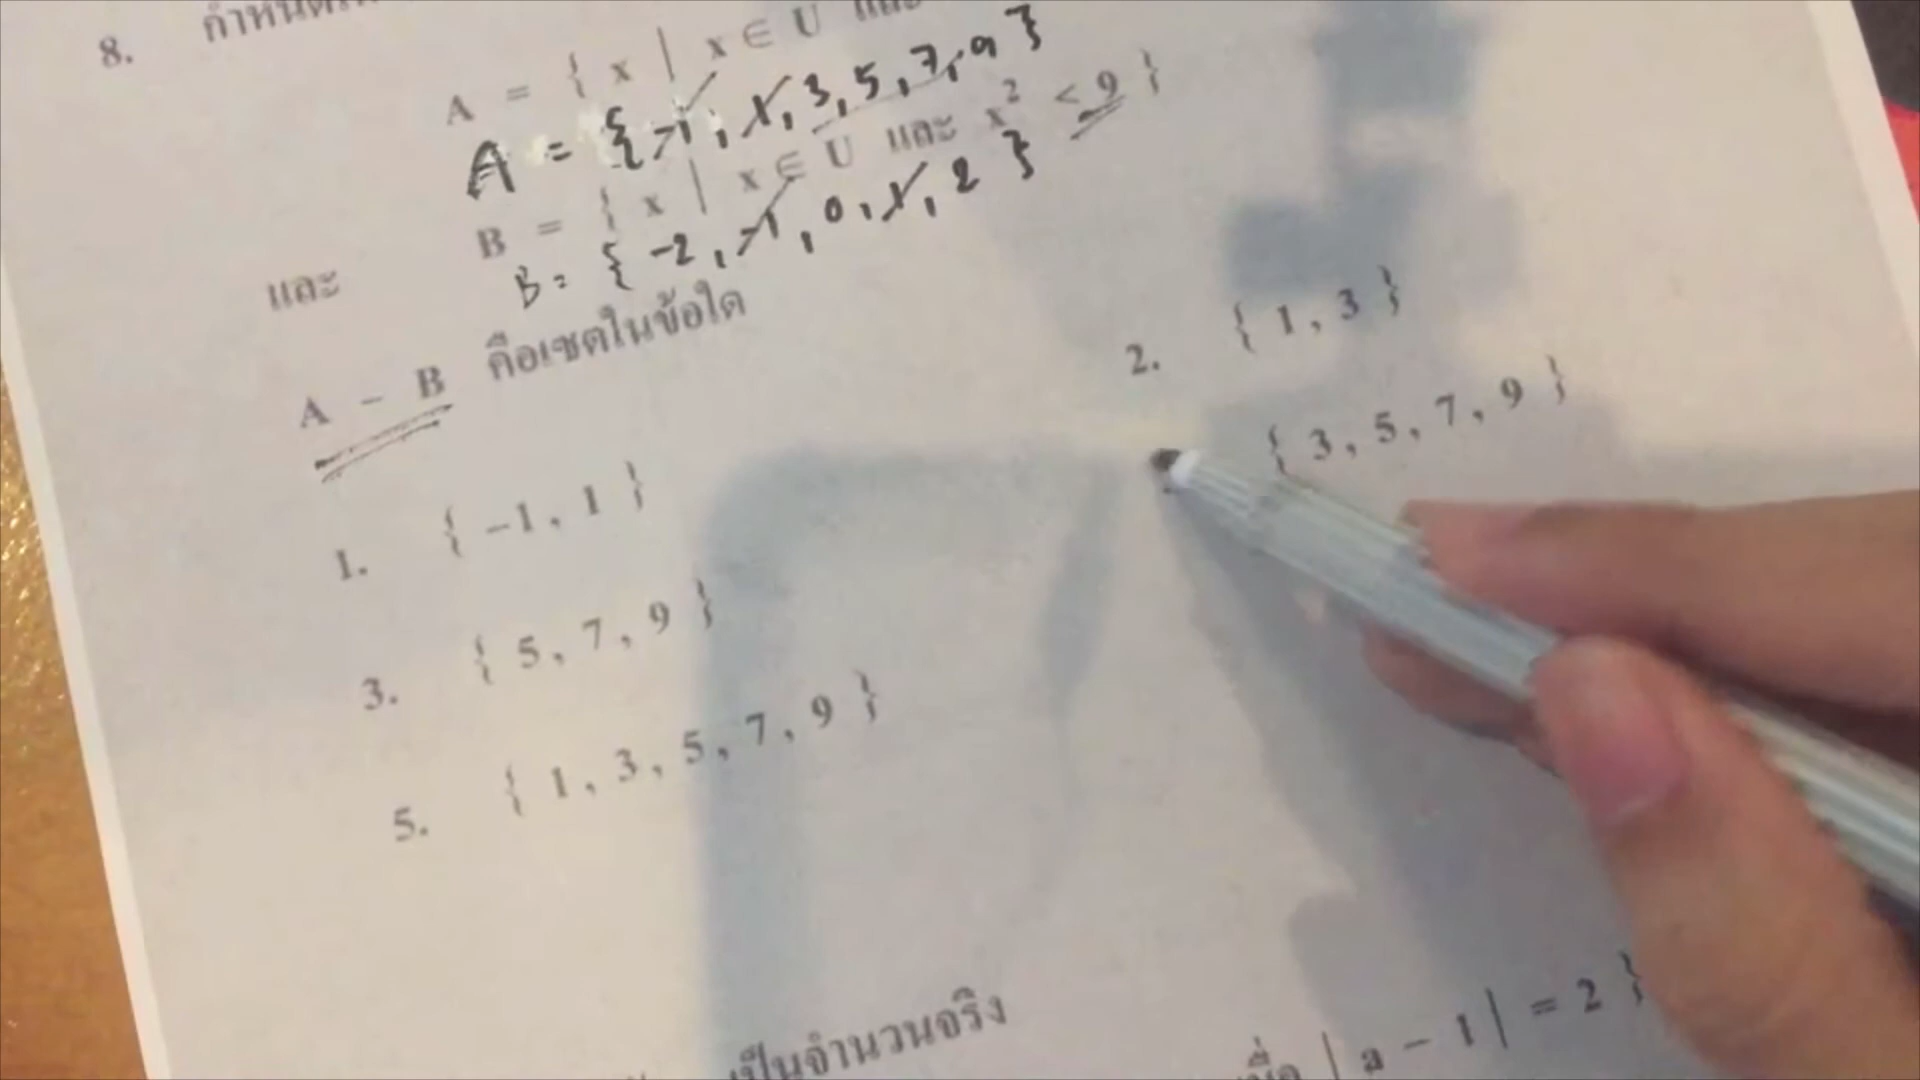 8.
A = { x | x ∈ U และ
A = { -1, 1, 3, 5, 7, 9 }
B = { x | x ∈ U และ x² < 9 }
และ
B = { -2, -1, 0, 1, 2 }
A - B คือเซตในข้อใด
1. { -1, 1 }
2. { 1, 3 }
{ 3, 5, 7, 9 }
3. { 5, 7, 9 }
5. { 1, 3, 5, 7, 9 }
เป็นจำนวนจริง
| a - 1 | = 2 }